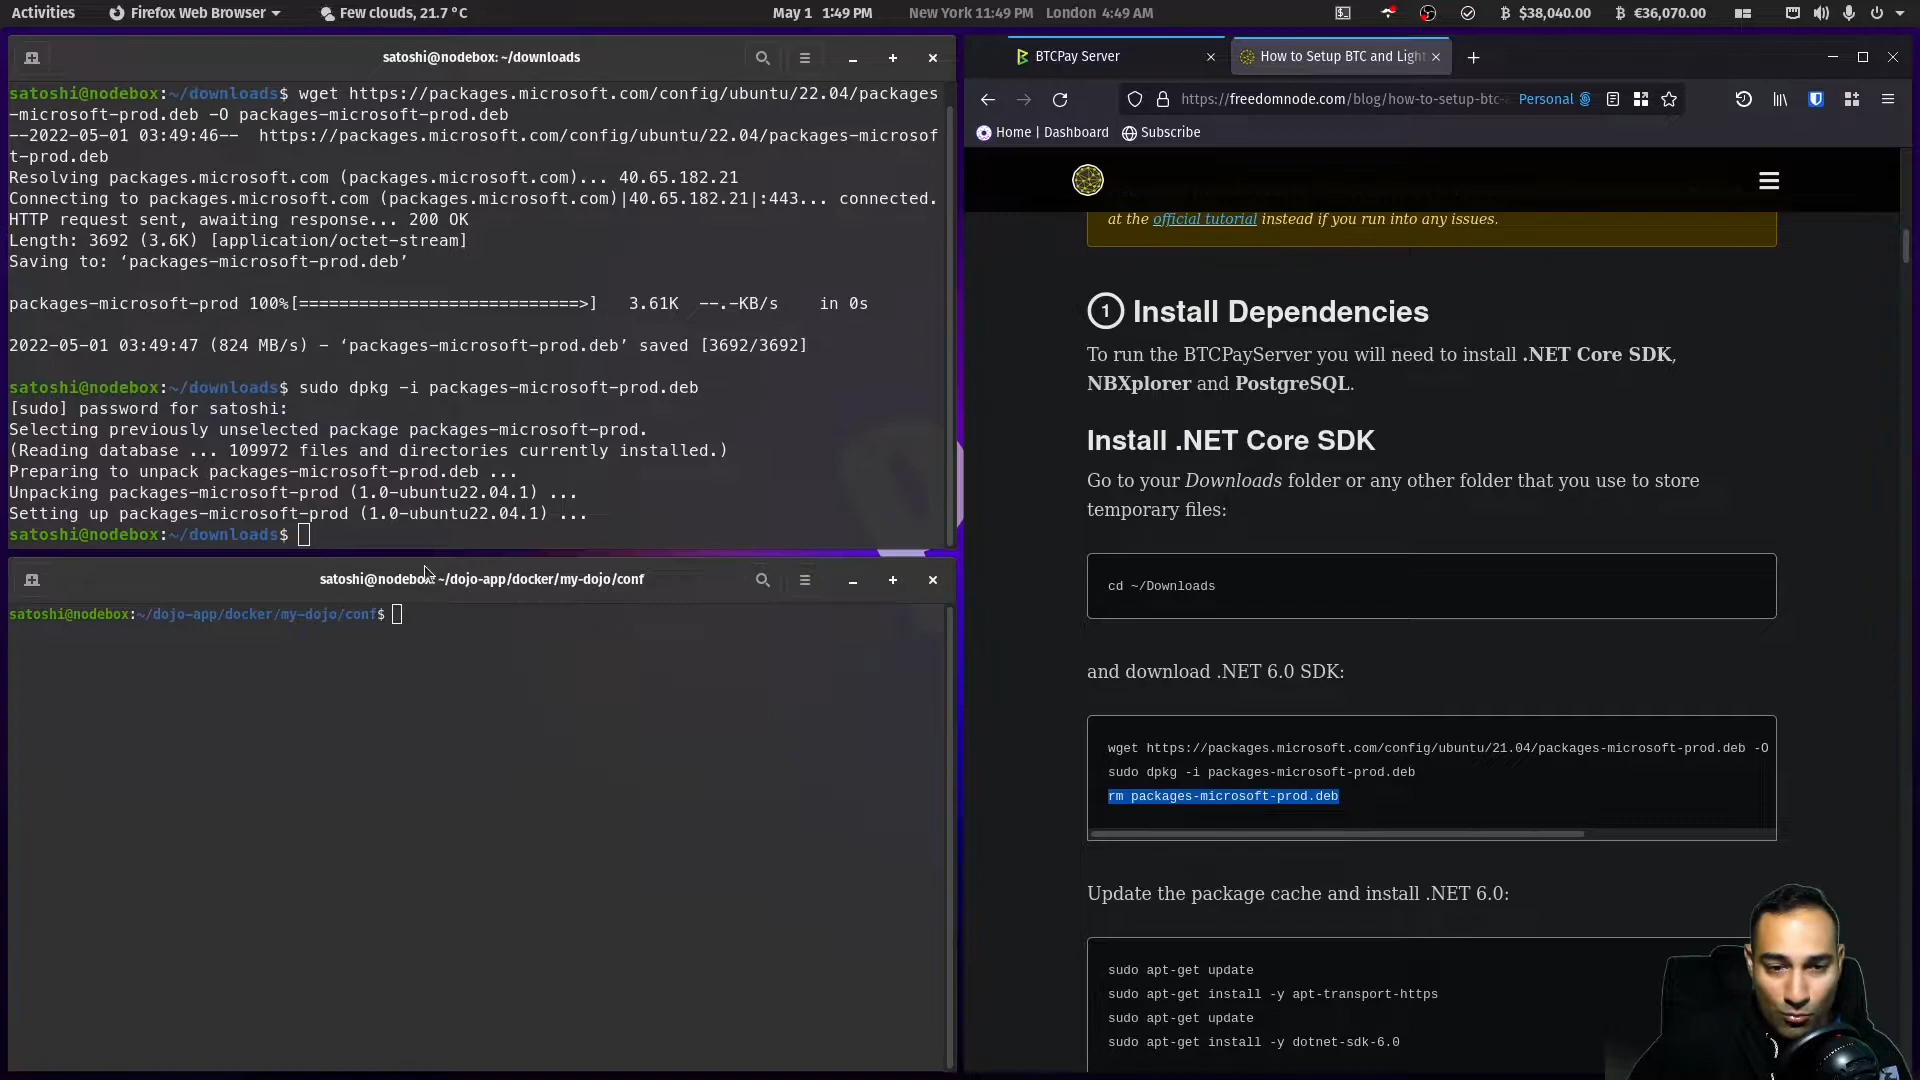 Activities
Firefox Web Browser
Few clouds, 21.7 °C
May 1 1:49 PM
New York 11:49 PM London 4:49 AM
₿ $38,040.00
₿ €36,070.00
satoshi@nodebox: ~/downloads
satoshi@nodebox:~/downloads$ wget https://packages.microsoft.com/config/ubuntu/22.04/packages
-microsoft-prod.deb -O packages-microsoft-prod.deb
--2022-05-01 03:49:46--  https://packages.microsoft.com/config/ubuntu/22.04/packages-microsof
t-prod.deb
Resolving packages.microsoft.com (packages.microsoft.com)... 40.65.182.21
Connecting to packages.microsoft.com (packages.microsoft.com)|40.65.182.21|:443... connected.
HTTP request sent, awaiting response... 200 OK
Length: 3692 (3.6K) [application/octet-stream]
Saving to: ‘packages-microsoft-prod.deb’
packages-microsoft-prod 100%[============================>]   3.61K  --.-KB/s    in 0s
2022-05-01 03:49:47 (824 MB/s) - ‘packages-microsoft-prod.deb’ saved [3692/3692]
satoshi@nodebox:~/downloads$ sudo dpkg -i packages-microsoft-prod.deb
[sudo] password for satoshi:
Selecting previously unselected package packages-microsoft-prod.
(Reading database ... 109972 files and directories currently installed.)
Preparing to unpack packages-microsoft-prod.deb ...
Unpacking packages-microsoft-prod (1.0-ubuntu22.04.1) ...
Setting up packages-microsoft-prod (1.0-ubuntu22.04.1) ...
satoshi@nodebox:~/downloads$
satoshi@nodebox: ~/dojo-app/docker/my-dojo/conf
satoshi@nodebox:~/dojo-app/docker/my-dojo/conf$
BTCPay Server
How to Setup BTC and Light
https://freedomnode.com/blog/how-to-setup-btc-
Personal
Home | Dashboard
Subscribe
at the official tutorial instead if you run into any issues.
1 Install Dependencies
To run the BTCPayServer you will need to install .NET Core SDK,
NBXplorer and PostgreSQL.
Install .NET Core SDK
Go to your Downloads folder or any other folder that you use to store
temporary files:
cd ~/Downloads
and download .NET 6.0 SDK:
wget https://packages.microsoft.com/config/ubuntu/21.04/packages-microsoft-prod.deb -O
sudo dpkg -i packages-microsoft-prod.deb
rm packages-microsoft-prod.deb
Update the package cache and install .NET 6.0:
sudo apt-get update
sudo apt-get install -y apt-transport-https
sudo apt-get update
sudo apt-get install -y dotnet-sdk-6.0